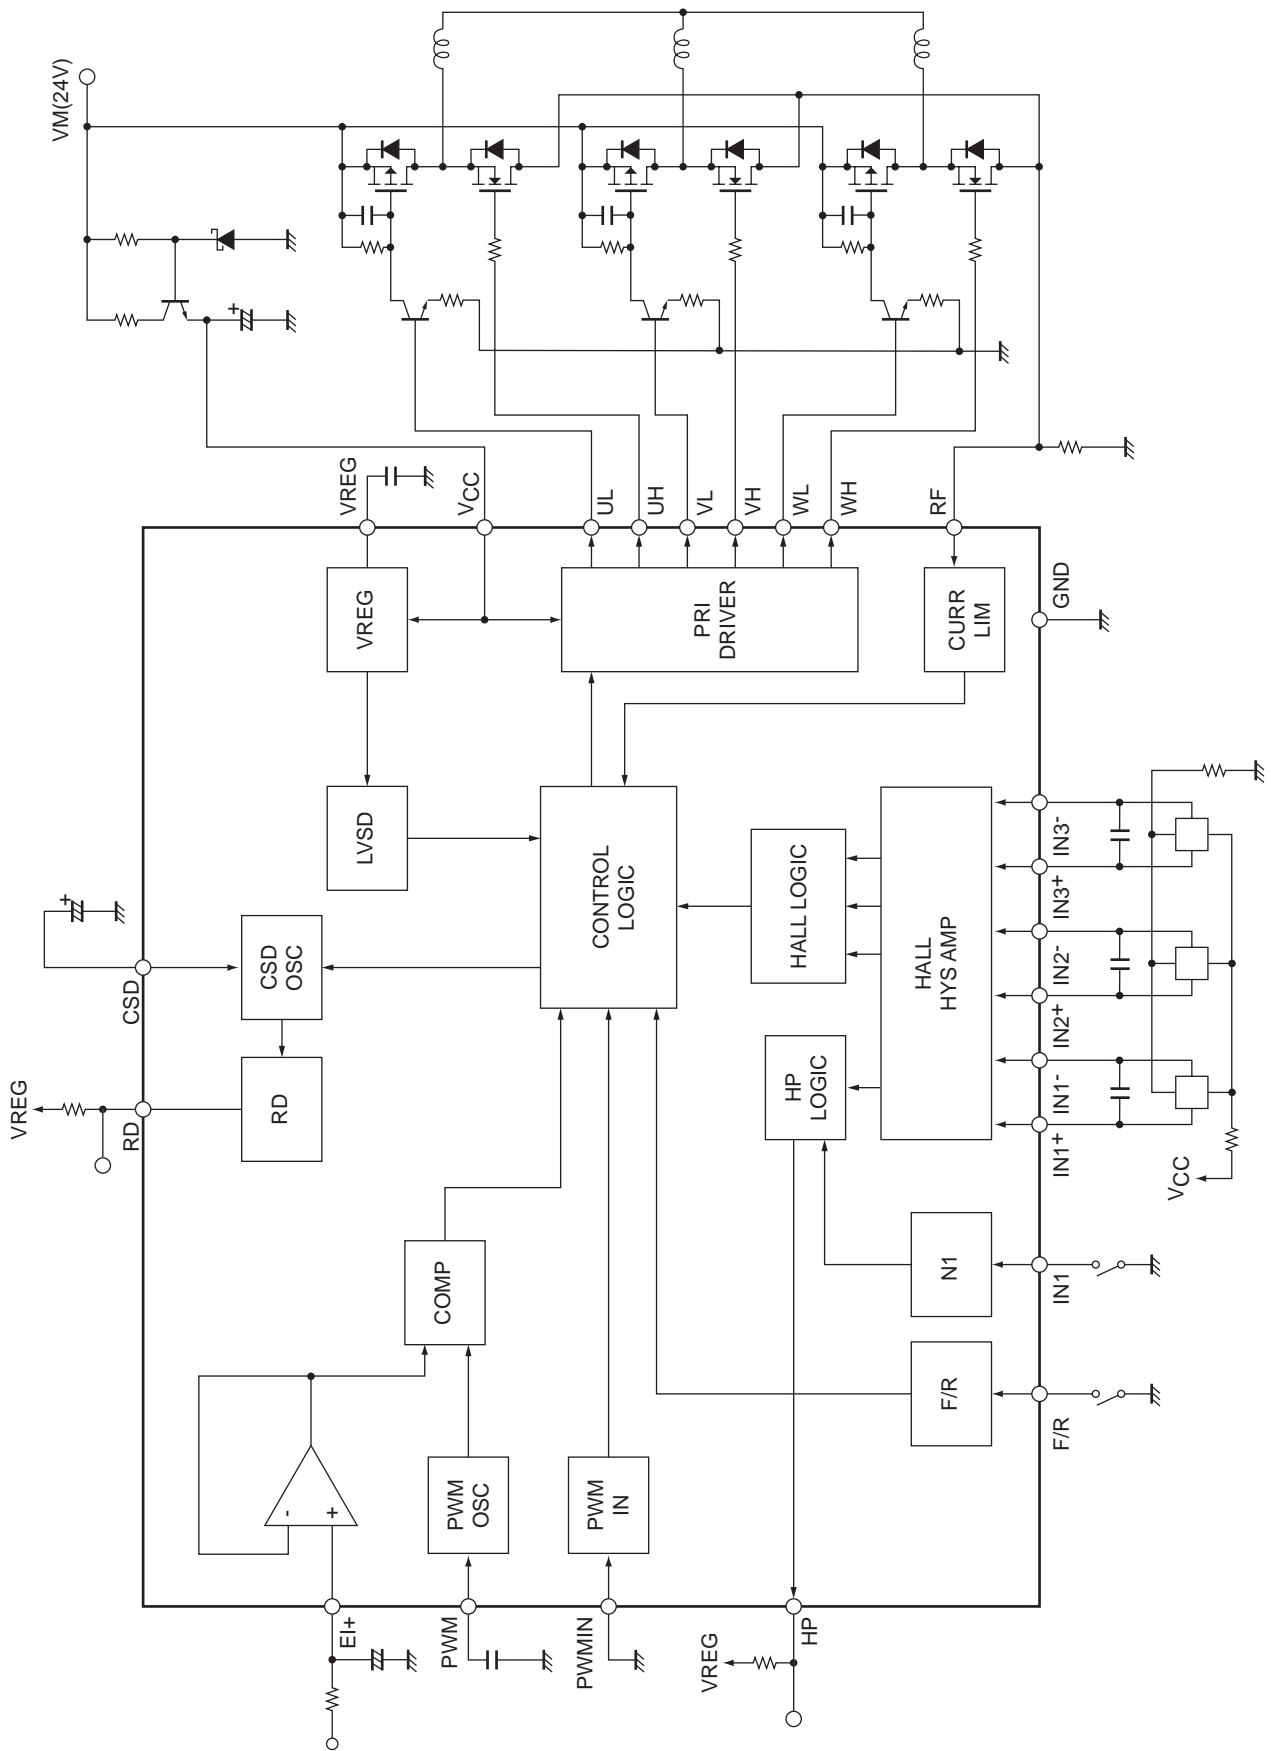 VM(24V)
VREG
VCC
UL
UH
VL
VH
WL
WH
RF
VREG
PRI
DRIVER
CURR
LIM
GND
LVSD
CONTROL
LOGIC
HALL LOGIC
HALL
HYS AMP
IN3-
IN3+
IN2-
IN2+
IN1-
IN1+
VCC
+
+
CSD
CSD
OSC
VREG
RD
RD
HP
LOGIC
COMP
N1
IN1
F/R
F/R
-
+
PWM
OSC
PWM
IN
EI+
PWM
PWMIN
VREG
HP